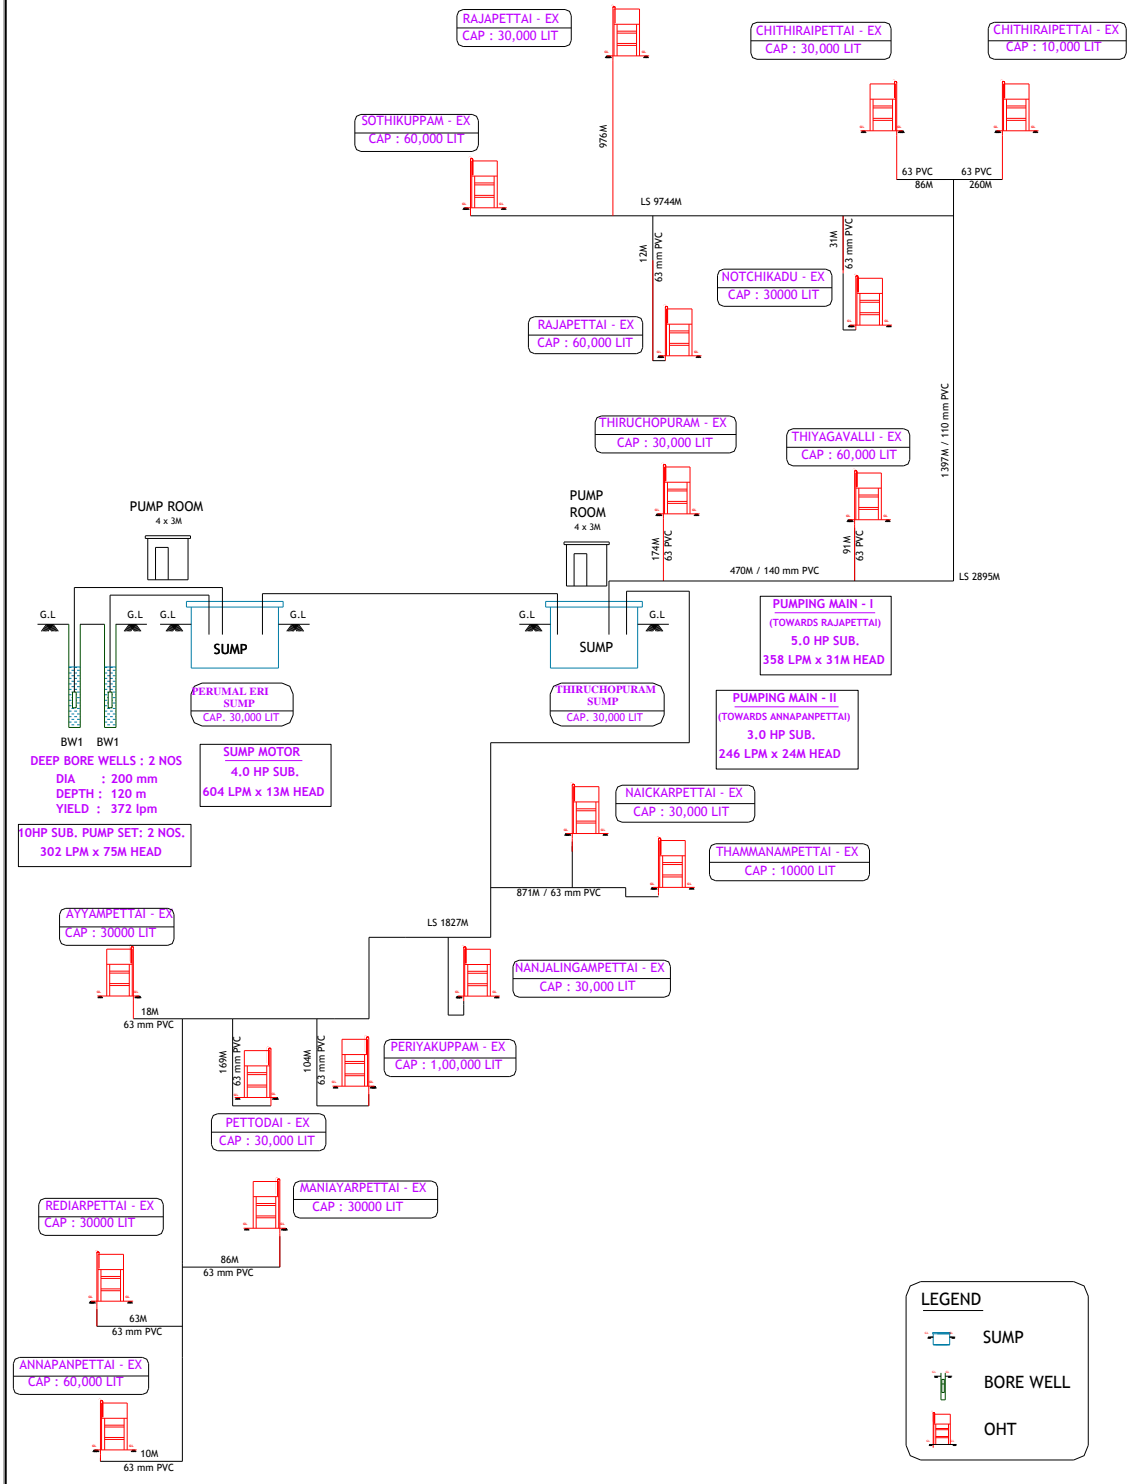 RAJAPETTAI - EX
CAP : 30,000 LIT
CHITHIRAIPETTAI - EX
CAP : 30,000 LIT
CHITHIRAIPETTAI - EX
CAP : 10,000 LIT
SOTHIKUPPAM - EX
CAP : 60,000 LIT
976M
63 PVC
86M
63 PVC
260M
LS 9744M
12M
63 mm PVC
31M
63 mm PVC
NOTCHIKADU - EX
CAP : 30000 LIT
RAJAPETTAI - EX
CAP : 60,000 LIT
1397M / 110 mm PVC
THIRUCHOPURAM - EX
CAP : 30,000 LIT
THIYAGAVALLI - EX
CAP : 60,000 LIT
PUMP ROOM
4 x 3M
PUMP
ROOM
4 x 3M
174M
63 PVC
91M
63 PVC
470M / 140 mm PVC
LS 2895M
G.L
G.L
G.L
G.L
G.L
G.L
SUMP
SUMP
PUMPING MAIN - I
(TOWARDS RAJAPETTAI)
5.0 HP SUB.
358 LPM x 31M HEAD
PERUMAL ERI
SUMP
CAP. 30,000 LIT
THIRUCHOPURAM
SUMP
CAP. 30,000 LIT
PUMPING MAIN - II
(TOWARDS ANNAPANPETTAI)
3.0 HP SUB.
246 LPM x 24M HEAD
BW1
BW1
DEEP BORE WELLS : 2 NOS
DIA : 200 mm
DEPTH : 120 m
YIELD : 372 lpm
SUMP MOTOR
4.0 HP SUB.
604 LPM x 13M HEAD
10HP SUB. PUMP SET: 2 NOS.
302 LPM x 75M HEAD
NAICKARPETTAI - EX
CAP : 30,000 LIT
THAMMANAMPETTAI - EX
CAP : 10000 LIT
871M / 63 mm PVC
AYYAMPETTAI - EX
CAP : 30000 LIT
LS 1827M
NANJALINGAMPETTAI - EX
CAP : 30,000 LIT
18M
63 mm PVC
169M
63 mm PVC
104M
63 mm PVC
PERIYAKUPPAM - EX
CAP : 1,00,000 LIT
PETTODAI - EX
CAP : 30,000 LIT
MANIAYARPETTAI - EX
CAP : 30000 LIT
REDIARPETTAI - EX
CAP : 30000 LIT
86M
63 mm PVC
63M
63 mm PVC
ANNAPANPETTAI - EX
CAP : 60,000 LIT
10M
63 mm PVC
LEGEND
SUMP
BORE WELL
OHT